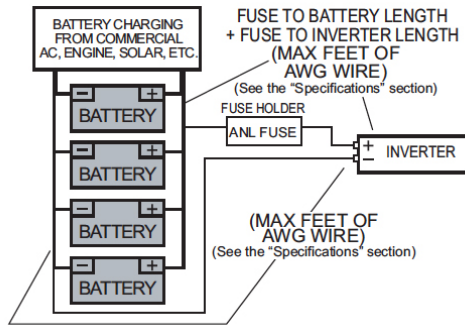 BATTERY CHARGING
FROM COMMERCIAL
AC, ENGINE, SOLAR, ETC.
FUSE TO BATTERY LENGTH
+ FUSE TO INVERTER LENGTH
(MAX FEET OF
AWG WIRE)
(See the “Specifications” section)
− +
BATTERY
FUSE HOLDER
ANL FUSE
+
−
INVERTER
− +
BATTERY
− +
BATTERY
(MAX FEET OF
AWG WIRE)
(See the “Specifications” section)
− +
BATTERY